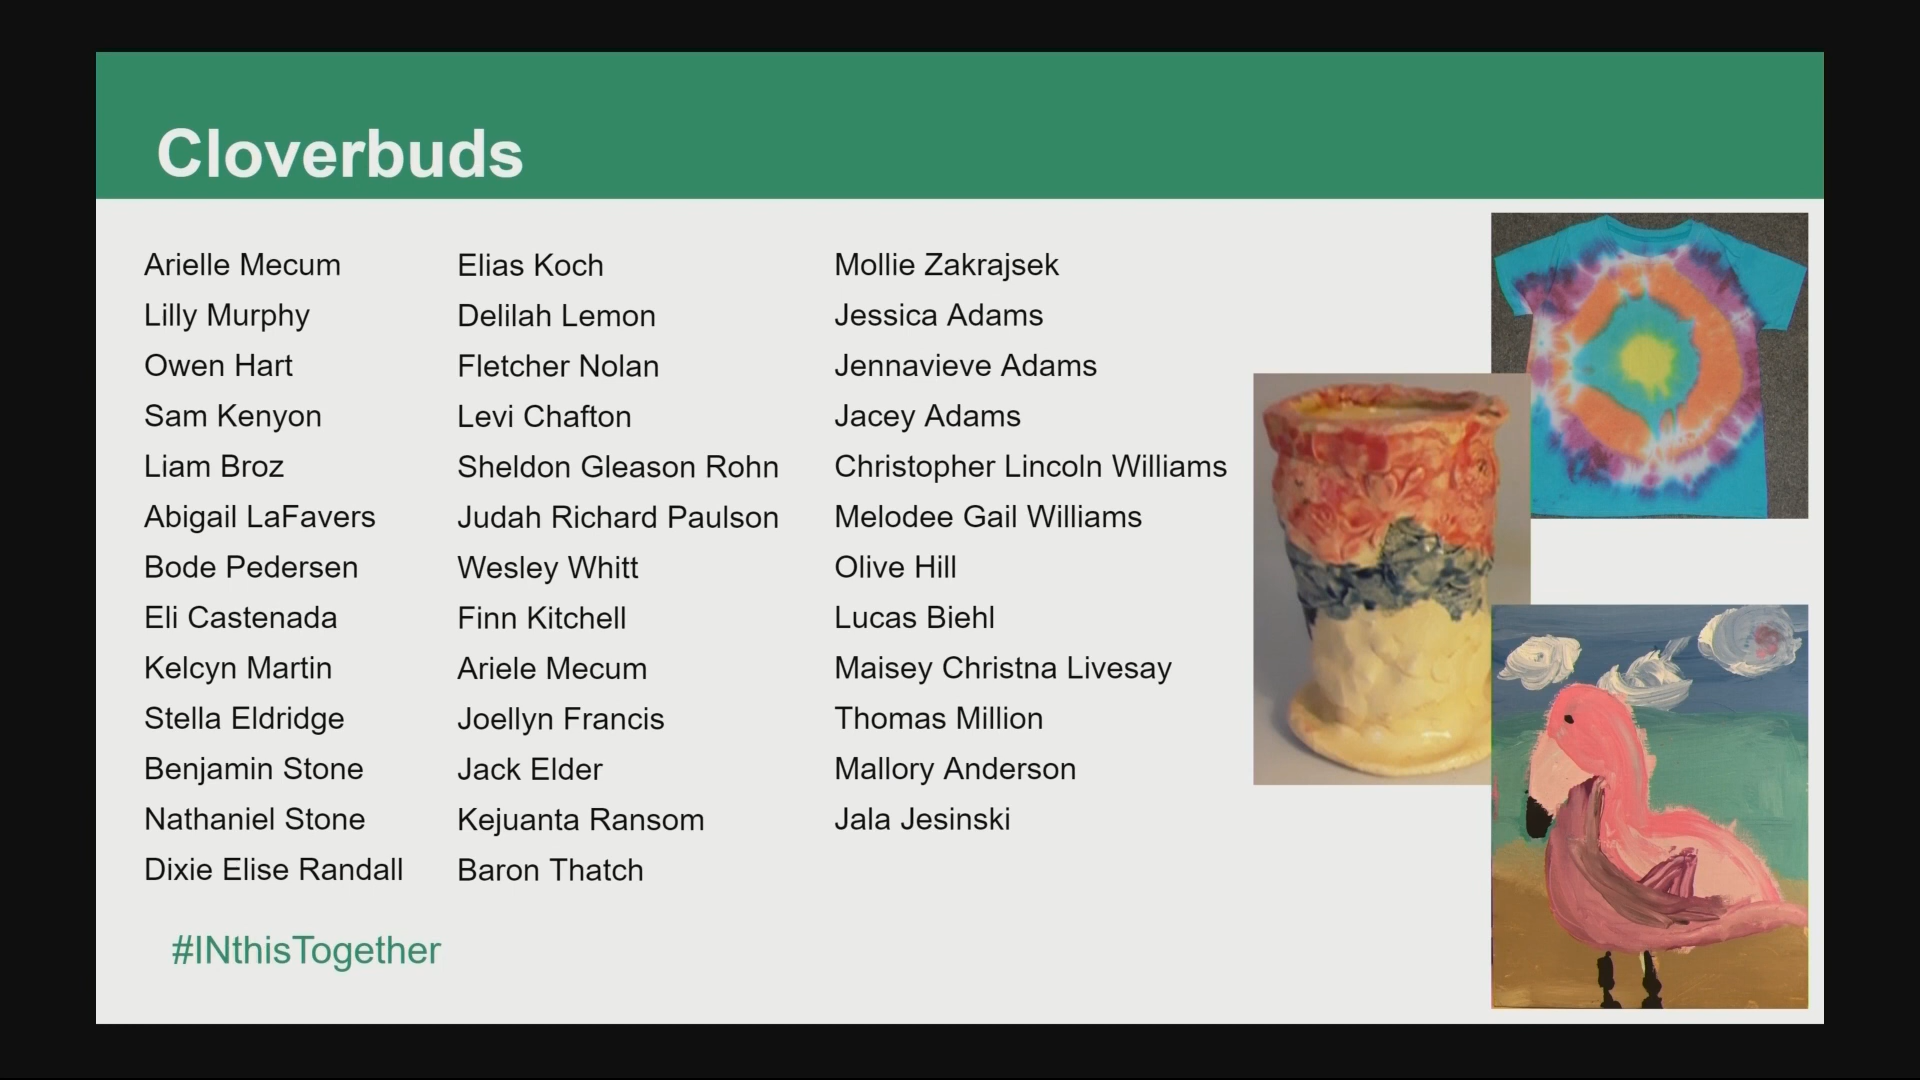 Cloverbuds
Arielle Mecum
Lilly Murphy
Owen Hart
Sam Kenyon
Liam Broz
Abigail LaFavers
Bode Pedersen
Eli Castenada
Kelcyn Martin
Stella Eldridge
Benjamin Stone
Nathaniel Stone
Dixie Elise Randall
Elias Koch
Delilah Lemon
Fletcher Nolan
Levi Chafton
Sheldon Gleason Rohn
Judah Richard Paulson
Wesley Whitt
Finn Kitchell
Ariele Mecum
Joellyn Francis
Jack Elder
Kejuanta Ransom
Baron Thatch
Mollie Zakrajsek
Jessica Adams
Jennavieve Adams
Jacey Adams
Christopher Lincoln Williams
Melodee Gail Williams
Olive Hill
Lucas Biehl
Maisey Christna Livesay
Thomas Million
Mallory Anderson
Jala Jesinski
#INthisTogether